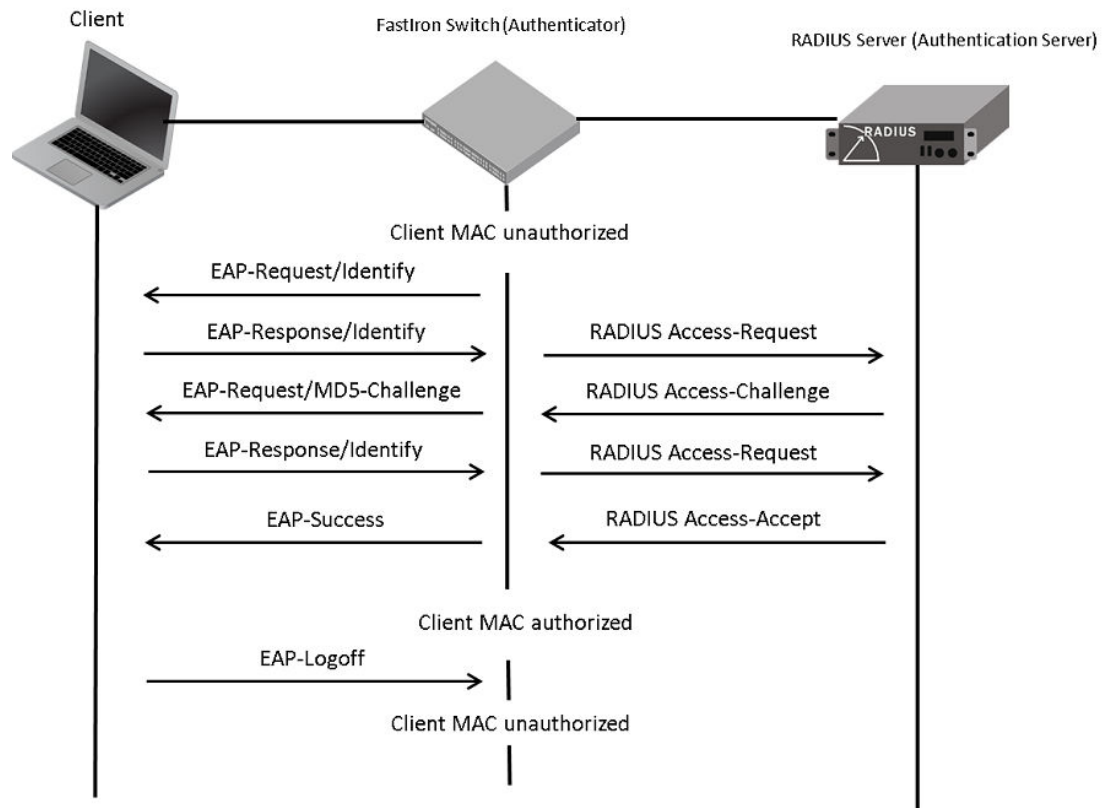 Client
FastIron Switch (Authenticator)
RADIUS Server (Authentication Server)
RADIUS
Client MAC unauthorized
EAP-Request/Identify
EAP-Response/Identify
RADIUS Access-Request
EAP-Request/MD5-Challenge
RADIUS Access-Challenge
EAP-Response/Identify
RADIUS Access-Request
EAP-Success
RADIUS Access-Accept
Client MAC authorized
EAP-Logoff
Client MAC unauthorized